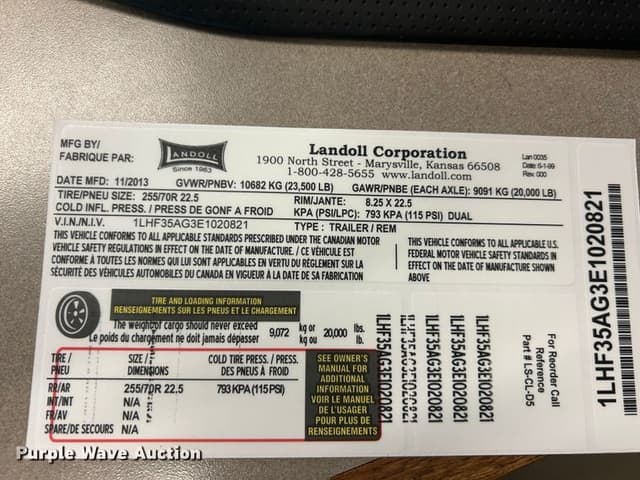 MFG BY/
FABRIQUE PAR:
LANDOLL
Since 1963
Landoll Corporation
1900 North Street - Marysville, Kansas 66508
1-800-428-5655 www.landoll.com
Lan 0035
Date: 5-1-99
Rev. 000
DATE MFD: 11/2013 GVWR/PNBV: 10682 KG (23,500 LB) GAWR/PNBE (EACH AXLE): 9091 KG (20,000 LB)
TIRE/PNEU SIZE: 255/70R 22.5 RIM/JANTE: 8.25 X 22.5
COLD INFL. PRESS. / PRESS DE GONF A FROID KPA (PSI/LPC): 793 KPA (115 PSI) DUAL
V.I.N./N.I.V. 1LHF35AG3E1020821 TYPE : TRAILER / REM
THIS VEHICLE CONFORMS TO ALL APPLICABLE STANDARDS PRESCRIBED UNDER THE CANADIAN MOTOR
VEHICLE SAFETY REGULATIONS IN EFFECT ON THE DATE OF MANUFACTURE. / CE VÉHICULE EST
CONFORME À TOUTES LES NORMES QUI LUI SONT APPLICABLES EN VERTU DU RÈGLEMENT SUR LA
SÉCURITÉ DES VÉHICULES AUTOMOBILES DU CANADA EN VIGUEUR À LA DATE DE SA FABRICATION
THIS VEHICLE CONFORMS TO ALL APPLICABLE U.S.
FEDERAL MOTOR VEHICLE SAFETY STANDARDS IN
EFFECT ON THE DATE OF MANUFACTURE SHOWN
ABOVE
TIRE AND LOADING INFORMATION
RENSEIGNEMENTS SUR LES PNEUS ET LE CHARGEMENT
The weight of cargo should never exceed
Le poids du chargement ne doit jamais dépasser
9,072 kg or 20,000 lbs.
kg ou lb.
TIRE / SIZE / COLD TIRE PRESS. / PRESS.
PNEU DIMENSIONS DES PNEUS À FROID
RR/AR 255/70R 22.5 793 KPA (115 PSI)
INT/INT N/A
FR/AV N/A
SPARE/DE SECOURS N/A
SEE OWNER'S
MANUAL FOR
ADDITIONAL
INFORMATION
VOIR LE MANUEL
DE L'USAGER
POUR PLUS DE
RENSEIGNEMENTS
1LHF35AG3E1020821
1LHF35AG3E1020821
1LHF35AG3E1020821
1LHF35AG3E1020821
1LHF35AG3E1020821
For Reorder Call
Reference
Part # LS-CL-D5
1LHF35AG3E1020821
Purple Wave Auction